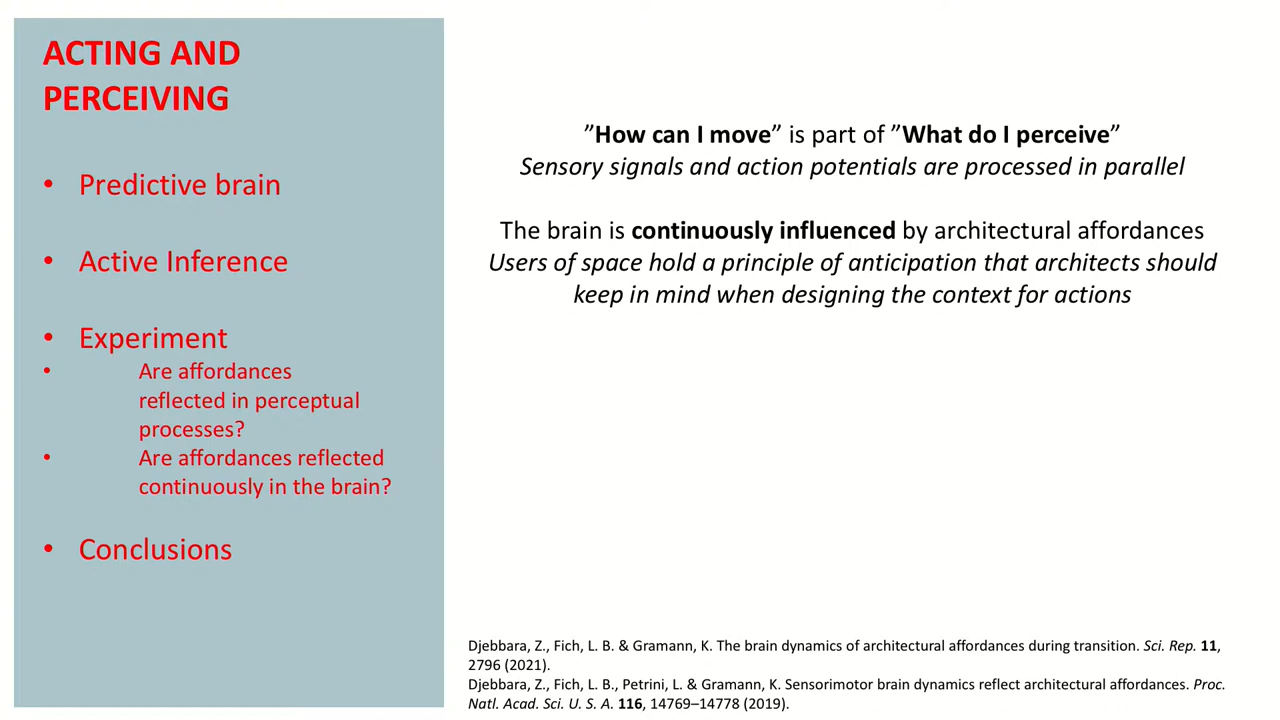 ACTING AND
PERCEIVING
• Predictive brain
• Active Inference
• Experiment
• Are affordances
reflected in perceptual
processes?
• Are affordances reflected
continuously in the brain?
• Conclusions
”How can I move” is part of ”What do I perceive”
Sensory signals and action potentials are processed in parallel
The brain is continuously influenced by architectural affordances
Users of space hold a principle of anticipation that architects should
keep in mind when designing the context for actions
Djebbara, Z., Fich, L. B. & Gramann, K. The brain dynamics of architectural affordances during transition. Sci. Rep. 11,
2796 (2021).
Djebbara, Z., Fich, L. B., Petrini, L. & Gramann, K. Sensorimotor brain dynamics reflect architectural affordances. Proc.
Natl. Acad. Sci. U. S. A. 116, 14769–14778 (2019).